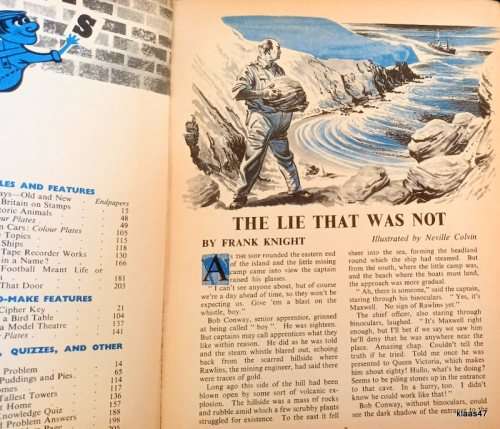 S
LES AND FEATURES
ays—Old and New Endpapers
Britain on Stamps 15
toric Animals 48
ur Plates 49
n Cars: Colour Plates 105
e Topics 115
Ships 118
Tape Recorder Works 130
in a Name? 166
Football Meant Life or
181
That Door 203
O-MAKE FEATURES
Cipher Key 21
a Bird Table 104
a Model Theatre 137
Plates 141
, QUIZZES, AND OTHER
Problem 14
Puddings and Pies 65
omen 64
Tallest Towers 86
t Home 93
Knowledge Quiz 158
d Problem Answers 190
Page
THE LIE THAT WAS NOT
BY FRANK KNIGHT Illustrated by Neville Colvin
AS THE SHIP rounded the eastern end
of the island and the little mining
camp came into view the captain
raised his glasses.
"I can't see anyone about, but of course
we're a day ahead of time, so they won't be
expecting us. Give 'em a blast on the
whistle, boy."
Bob Conway, senior apprentice, grinned
at being called "boy". He was eighteen.
But captains may call apprentices what they
like within reason. He did as he was told
and the steam whistle blared out, echoing
back from the scarred hillside where
Rawlins, the mining engineer, had said there
were traces of gold.
Long ago this side of the hill had been
blown open by some sort of volcanic ex-
plosion. The hillside was a mass of rocks
and rubble amid which a few scrubby plants
struggled for existence. To the east it fell
sheer into the sea, forming the headland
round which the ship had steamed. But
from the south, where the little camp was,
and the beach where the boats must land,
the approach was more gradual.
"Ah, there is someone," said the captain,
staring through his binoculars. "Yes, it's
Maxwell. No sign of Rawlins yet."
The chief officer, also staring through
binoculars, laughed. "It's Maxwell right
enough, but I'll bet if we say we saw him
he'll deny that he was anywhere near the
place. Amazing chap. Couldn't tell the
truth if he tried. Told me once he was
presented to Queen Victoria, which makes
him about eighty! Hullo, what's he doing?
Seems to be piling stones up in the entrance
to that cave. In a hurry, too. I didn't
know he could work like that!"
Bob Conway, without binoculars, could
see the dark shadow of the entrance to the
klaas47